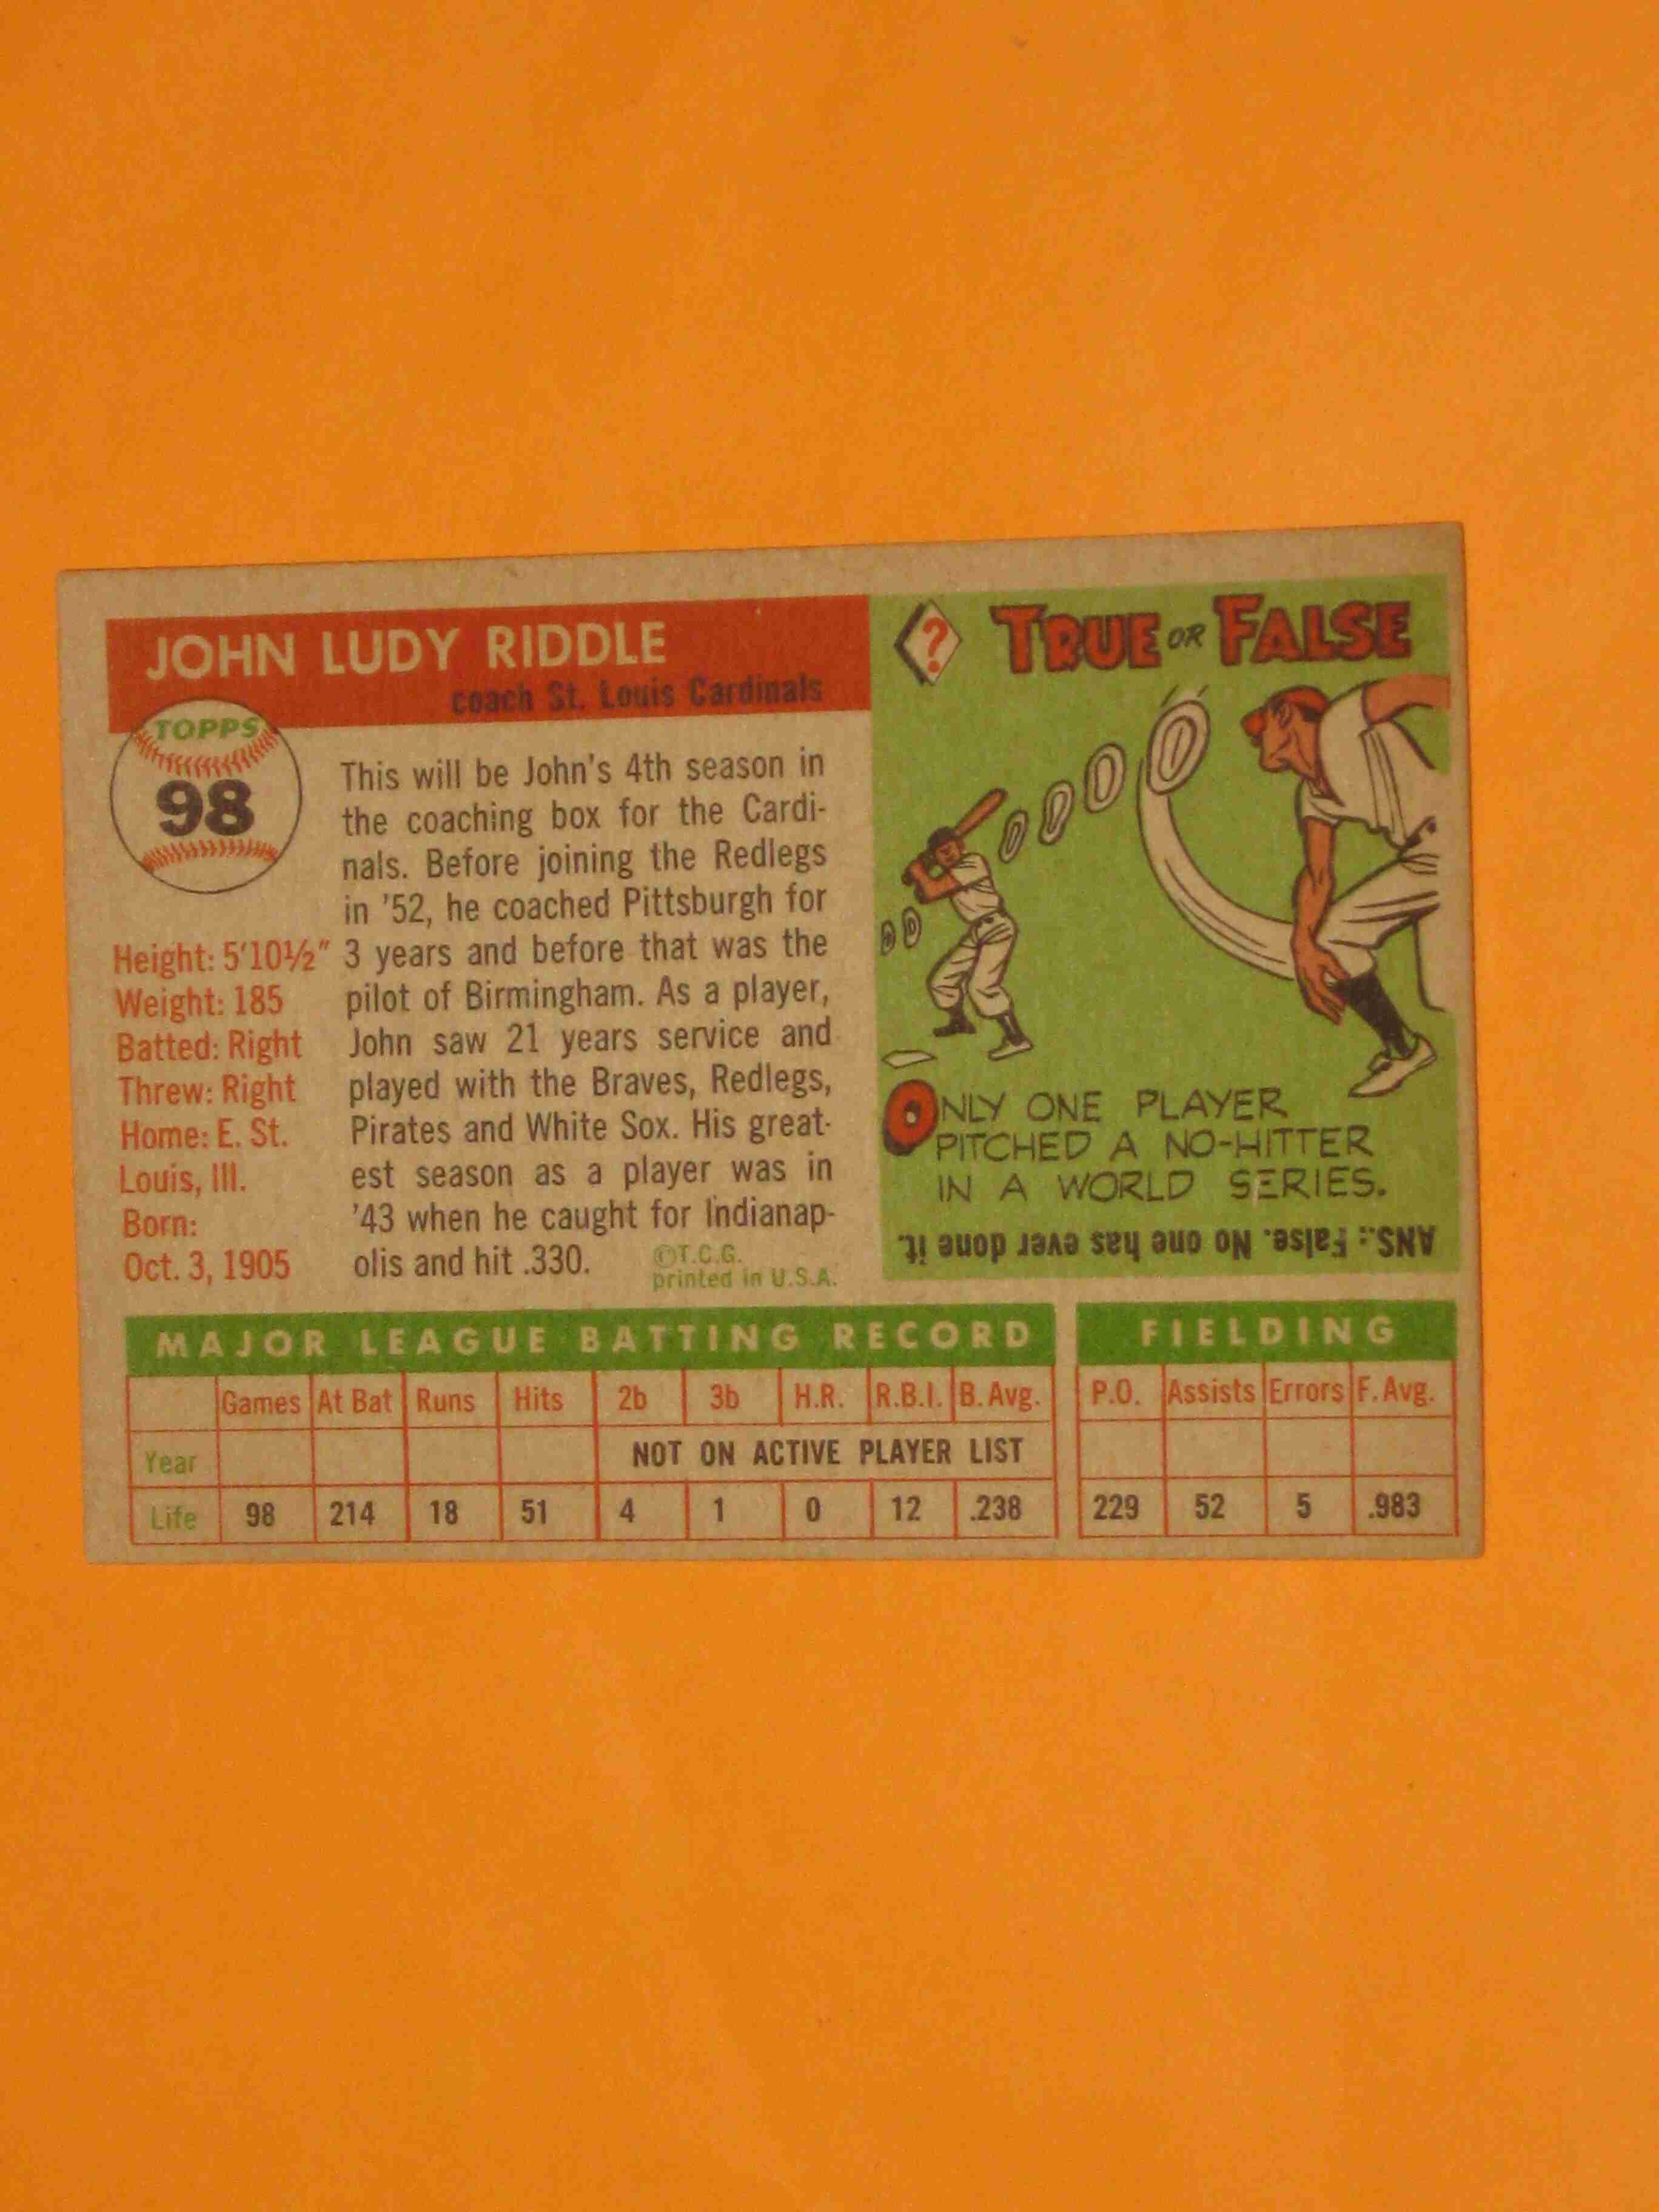 JOHN LUDY RIDDLE
coach St. Louis Cardinals
TOPPS
98
Height: 5'10½"
Weight: 185
Batted: Right
Threw: Right
Home: E. St.
Louis, Ill.
Born:
Oct. 3, 1905
This will be John's 4th season in
the coaching box for the Cardi-
nals. Before joining the Redlegs
in '52, he coached Pittsburgh for
3 years and before that was the
pilot of Birmingham. As a player,
John saw 21 years service and
played with the Braves, Redlegs,
Pirates and White Sox. His great-
est season as a player was in
'43 when he caught for Indianap-
olis and hit .330.
©T.C.G.
printed in U.S.A.
?
TRUE OR FALSE
ONLY ONE PLAYER
PITCHED A NO-HITTER
IN A WORLD SERIES.
ANS.: False. No one has ever done it.
MAJOR LEAGUE BATTING RECORD
Games At Bat Runs Hits 2b 3b H.R. R.B.I. B. Avg.
Year NOT ON ACTIVE PLAYER LIST
Life 98 214 18 51 4 1 0 12 .238
FIELDING
P.O. Assists Errors F. Avg.
229 52 5 .983